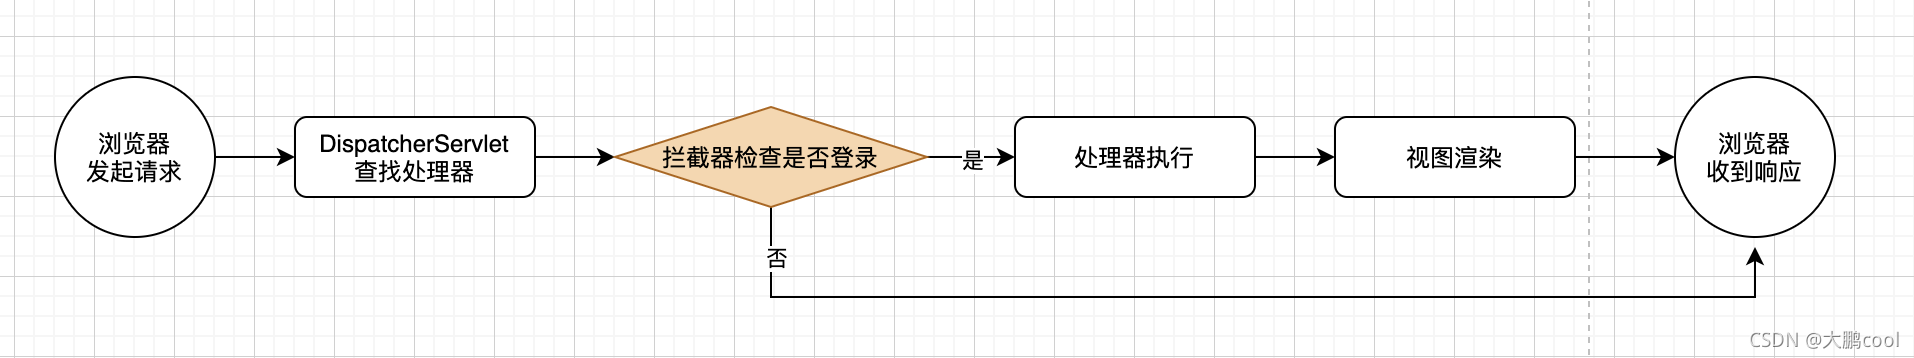 浏览器
发起请求
DispatcherServlet
查找处理器
拦截器检查是否登录
是
处理器执行
视图渲染
浏览器
收到响应
否
CSDN @大鹏cool